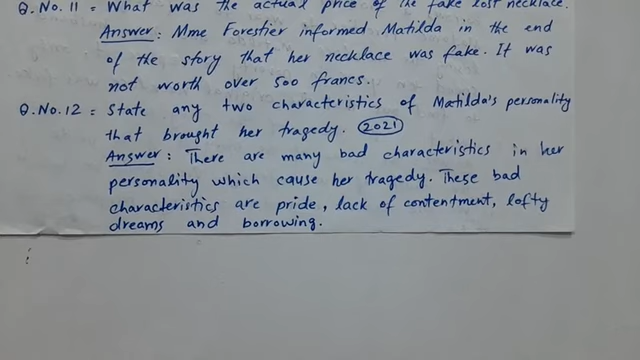 Q. No. 11 = What was the actual price of the fake lost necklace.
Answer : Mme Forestier informed Matilda in the end
of the story that her necklace was fake. It was
not worth over 500 francs.
Q. No. 12 = State any two characteristics of Matilda's personality
that brought her tragedy. 2021
Answer : There are many bad characteristics in her
personality which cause her tragedy. These bad
characteristics are pride, lack of contentment, lofty
dreams and borrowing.